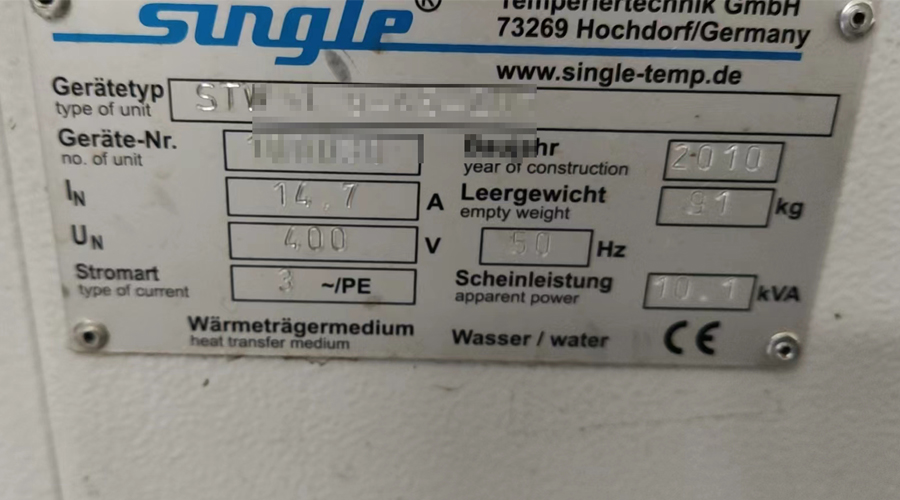 single®
Temperiertechnik GmbH
73269 Hochdorf/Germany
www.single-temp.de
Gerätetyp
type of unit
Geräte-Nr.
no. of unit
year of construction 2010
IN 14.7 A
Leergewicht
empty weight 91 kg
UN 400 V 50 Hz
Stromart
type of current 3 ~/PE
Scheinleistung
apparent power 10.1 kVA
Wärmeträgermedium
heat transfer medium
Wasser / water CE